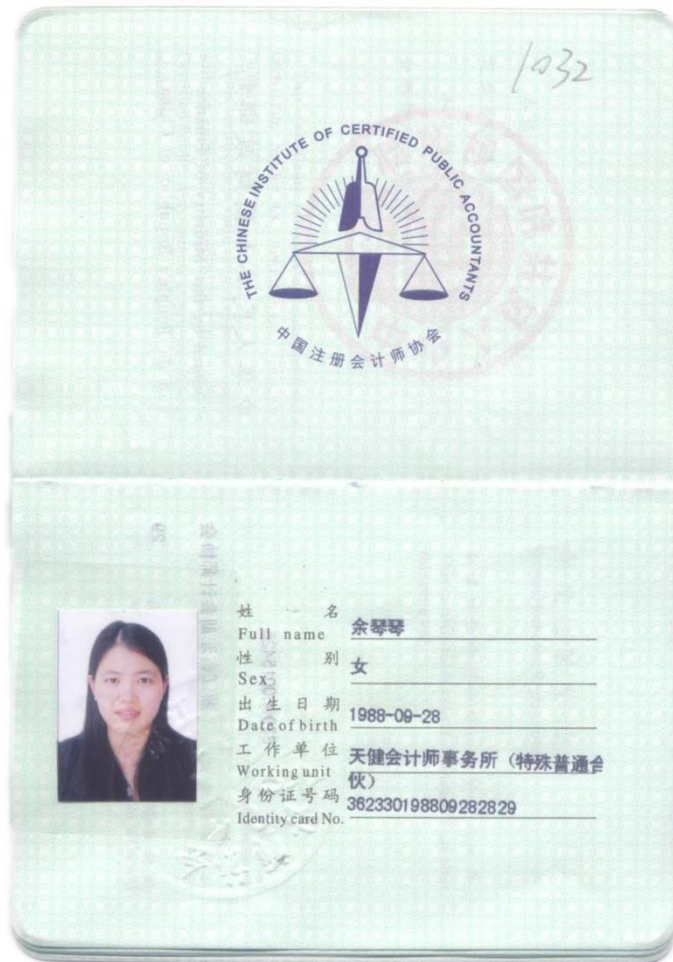 1032
THE CHINESE INSTITUTE OF CERTIFIED PUBLIC ACCOUNTANTS
中国注册会计师协会
姓 名
Full name
余琴琴
性 别
Sex
女
出生日期
Date of birth
1988-09-28
工作单位
Working unit
天健会计师事务所（特殊普通合
伙）
身份证号码
Identity card No.
362330198809282829